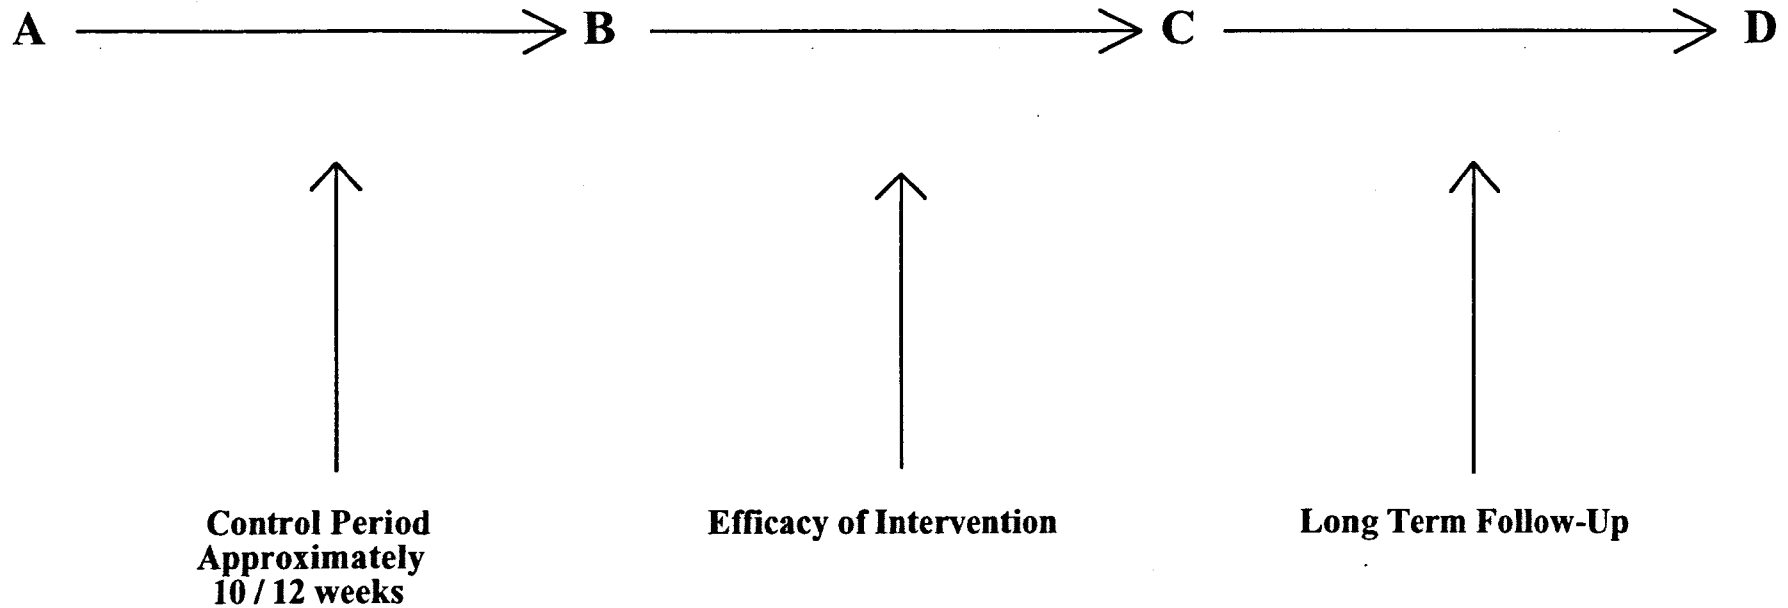 A B C D
Control Period
Approximately
10 / 12 weeks
Efficacy of Intervention
Long Term Follow-Up